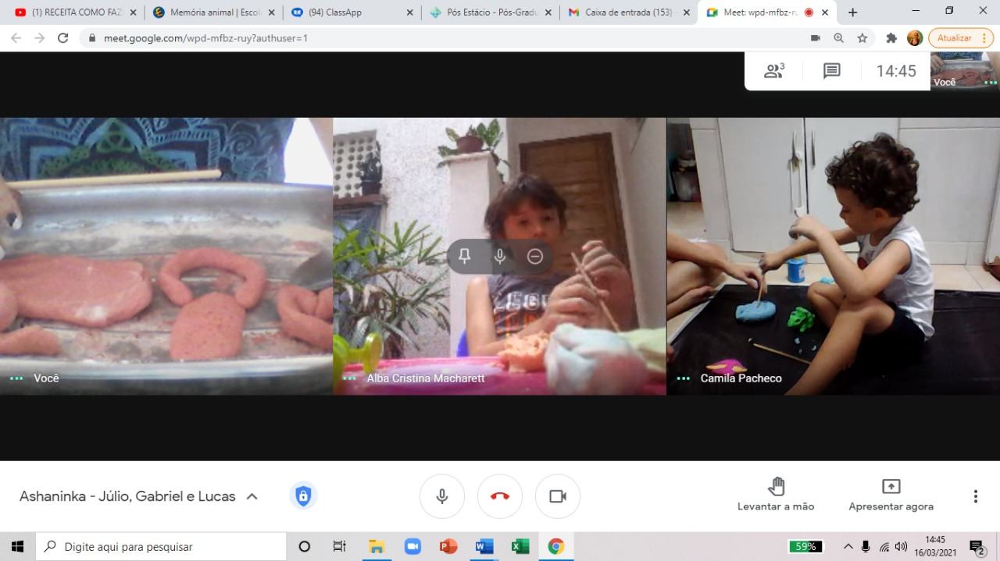 (1) RECEITA COMO FAZ
Memória animal | Escol
(94) ClassApp
Pós Estácio - Pós-Gradu
Caixa de entrada (153) -
Meet: wpd-mfbz-ru
meet.google.com/wpd-mfbz-ruy?authuser=1
Atualizar
3
14:45
Você
Você
Alba Cristina Macharett
Camila Pacheco
Ashaninka - Júlio, Gabriel e Lucas
Levantar a mão
Apresentar agora
Digite aqui para pesquisar
59%
14:45
16/03/2021
2